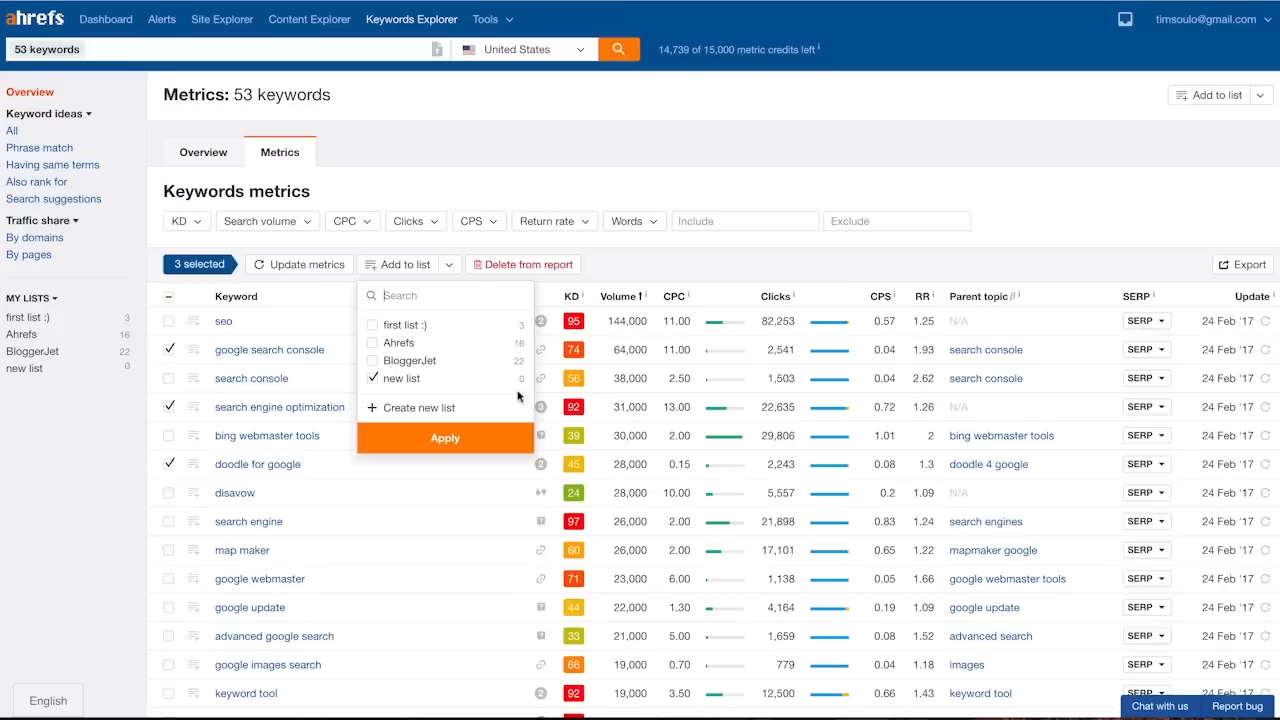 ahrefs Dashboard Alerts Site Explorer Content Explorer Keywords Explorer Tools timsoulo@gmail.com
53 keywords United States 14,739 of 15,000 metric credits left i
Overview
Keyword ideas
All
Phrase match
Having same terms
Also rank for
Search suggestions
Traffic share
By domains
By pages
MY LISTS
first list :) 3
Ahrefs 16
BloggerJet 22
new list 0
English
Metrics: 53 keywords Add to list
Overview Metrics
Keywords metrics
KD Search volume CPC Clicks CPS Return rate Words Include Exclude
3 selected Update metrics Add to list Delete from report Export
Search
first list :) 3
Ahrefs 16
BloggerJet 22
new list 0
Create new list
Apply
Keyword KD i Volume i CPC i Clicks i CPS i RR i Parent topic β i SERP i Update i
seo 2 95 144,000 11.00 82,253 0.57 1.25 N/A SERP 24 Feb '17
google search console 74 64,000 11.00 2,541 0.04 1.93 search console SERP 24 Feb '17
search console 56 38,000 2.50 1,503 0.04 2.62 search console SERP 24 Feb '17
search engine optimization 92 31,000 13.00 22,635 0.72 1.26 N/A SERP 24 Feb '17
bing webmaster tools 39 30,000 2.00 29,806 1.01 2 bing webmaster tools SERP 24 Feb '17
doodle for google 2 45 28,000 0.15 2,243 0.08 1.3 doodle 4 google SERP 24 Feb '17
disavow 24 28,000 10.00 5,557 0.2 1.09 N/A SERP 24 Feb '17
search engine 97 26,000 2.00 21,898 0.83 1.24 search engines SERP 24 Feb '17
map maker 60 26,000 2.00 17,101 0.65 1.22 mapmaker google SERP 24 Feb '17
google webmaster 71 23,000 6.00 1,138 0.05 1.66 google webmaster tools SERP 24 Feb '17
google update 44 22,000 1.30 4,164 0.19 1.09 google update SERP 24 Feb '17
advanced google search 33 21,000 5.00 1,659 0.08 1.52 advanced search SERP 24 Feb '17
google images search 66 19,000 0.70 779 0.04 1.18 images SERP 24 Feb '17
keyword tool 2 92 19,000 3.50 12,500 0.66 1.43 keyword tool SERP 24 Feb '17
Chat with us Report bug